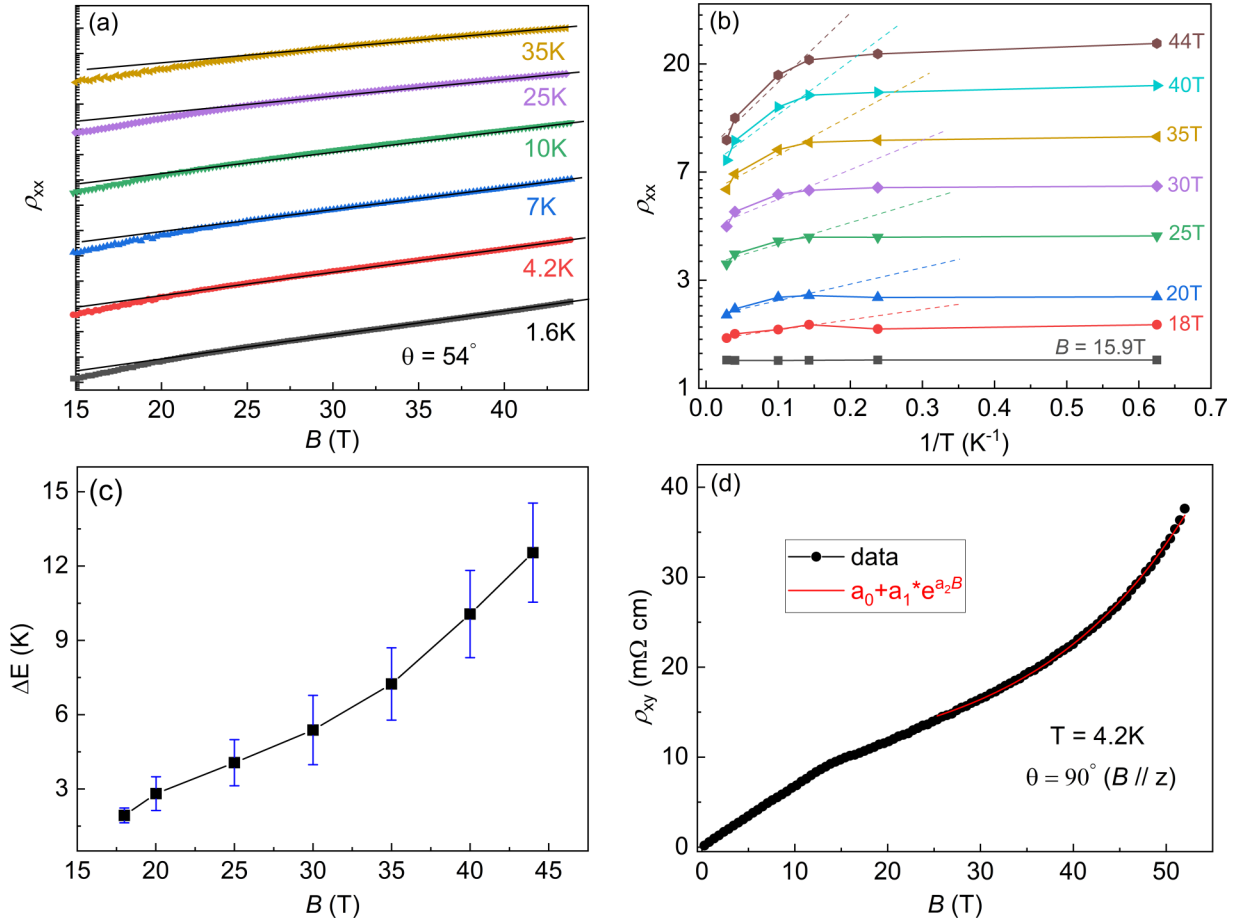 (a)
35K
25K
10K
7K
4.2K
1.6K
θ = 54°
ρxx
15 20 25 30 35 40
B (T)
(b)
44T
40T
35T
30T
25T
20T
18T
B = 15.9T
20
7
3
1
ρxx
0.0 0.1 0.2 0.3 0.4 0.5 0.6 0.7
1/T (K⁻¹)
(c)
15
12
9
6
3
ΔE (K)
15 20 25 30 35 40 45
B (T)
(d)
data
a₀+a₁*e^{a₂B}
40
30
20
10
0
ρxy (mΩ cm)
T = 4.2K
θ = 90° (B // z)
0 10 20 30 40 50
B (T)